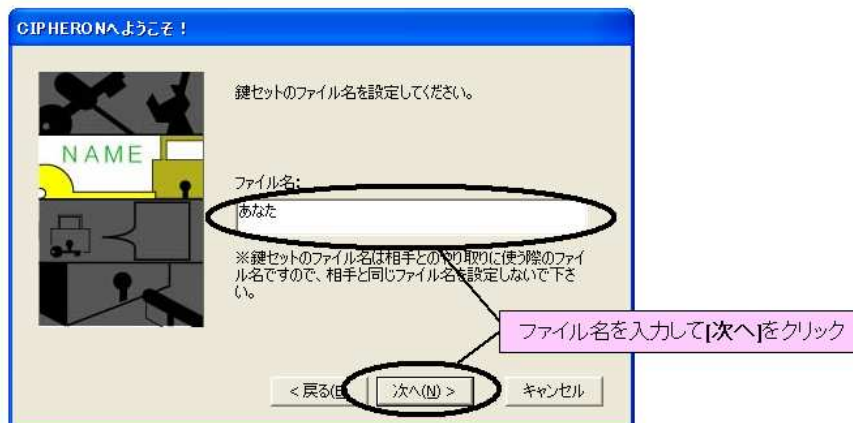 CIPHERONへようこそ！
鍵セットのファイル名を設定してください。
NAME
ファイル名:
あなた
※鍵セットのファイル名は相手とのやり取りに使う際のファイ
ル名ですので、相手と同じファイル名を設定しないで下さ
い。
ファイル名を入力して[次へ]をクリック
< 戻る(B) 次へ(N) > キャンセル